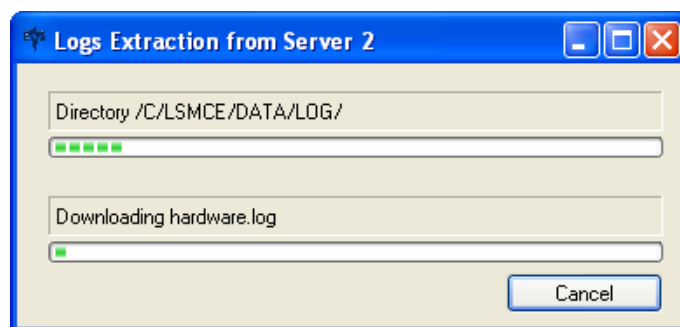 Logs Extraction from Server 2
Directory /C/LSMCE/DATA/LOG/
Downloading hardware.log
Cancel